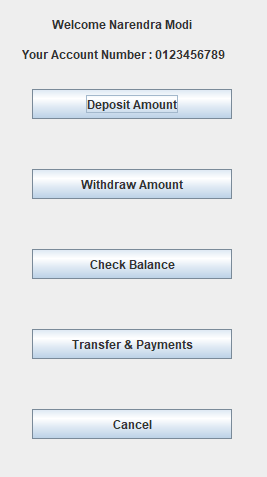 Welcome Narendra Modi
Your Account Number : 0123456789
Deposit Amount
Withdraw Amount
Check Balance
Transfer & Payments
Cancel